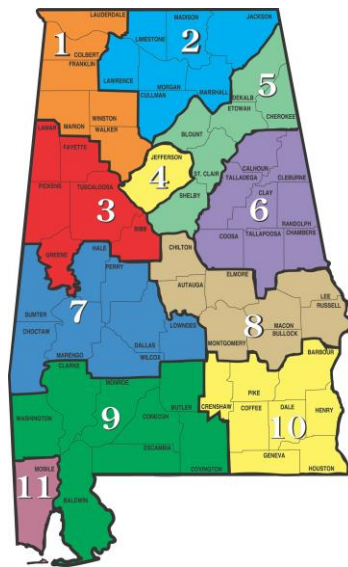 LAUDERDALE
MADISON
JACKSON
1
2
LIMESTONE
COLBERT
FRANKLIN
LAWRENCE
MORGAN
MARSHALL
CULLMAN
5
DEKALB
ETOWAH
CHEROKEE
WINSTON
MARION
WALKER
LAMAR
BLOUNT
FAYETTE
JEFFERSON
4
ST. CLAIR
CALHOUN
TALLADEGA
CLEBURNE
PICKENS
TUSCALOOSA
SHELBY
CLAY
6
3
RANDOLPH
BIBB
COOSA
TALLAPOOSA
CHAMBERS
GREENE
HALE
CHILTON
PERRY
ELMORE
LEE
AUTAUGA
RUSSELL
SUMTER
7
CHOCTAW
LOWNDES
8
MACON
BULLOCK
DALLAS
MONTGOMERY
MARENGO
WILCOX
BARBOUR
CLARKE
MONROE
PIKE
BUTLER
CRENSHAW
COFFEE
DALE
HENRY
9
CONECUH
10
WASHINGTON
ESCAMBIA
GENEVA
COVINGTON
HOUSTON
MOBILE
11
BALDWIN